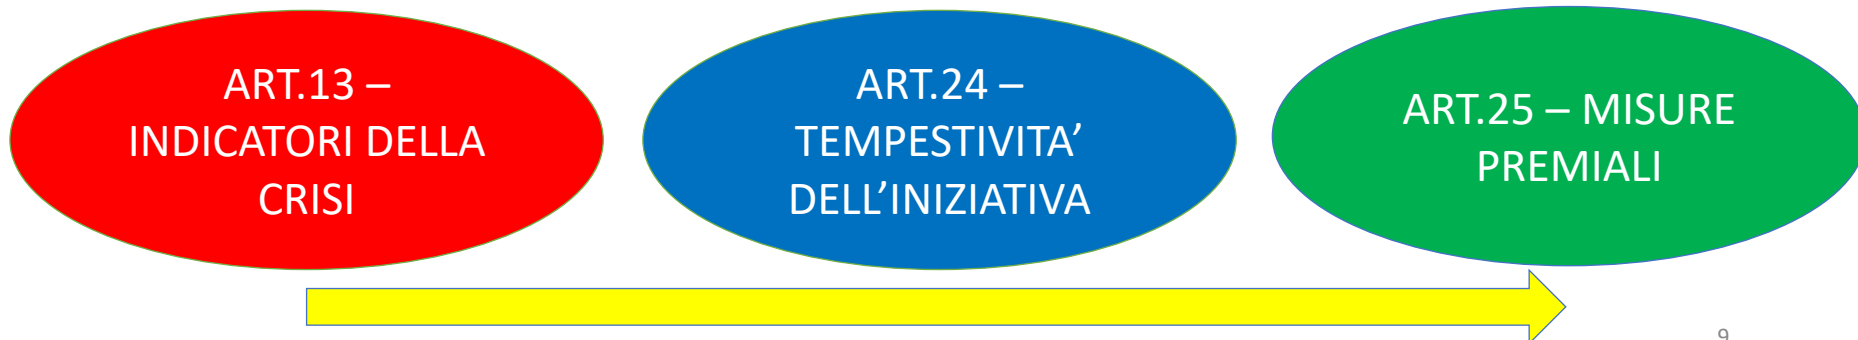 ART.13 –
INDICATORI DELLA
CRISI
ART.24 –
TEMPESTIVITA’
DELL’INIZIATIVA
ART.25 – MISURE
PREMIALI
9